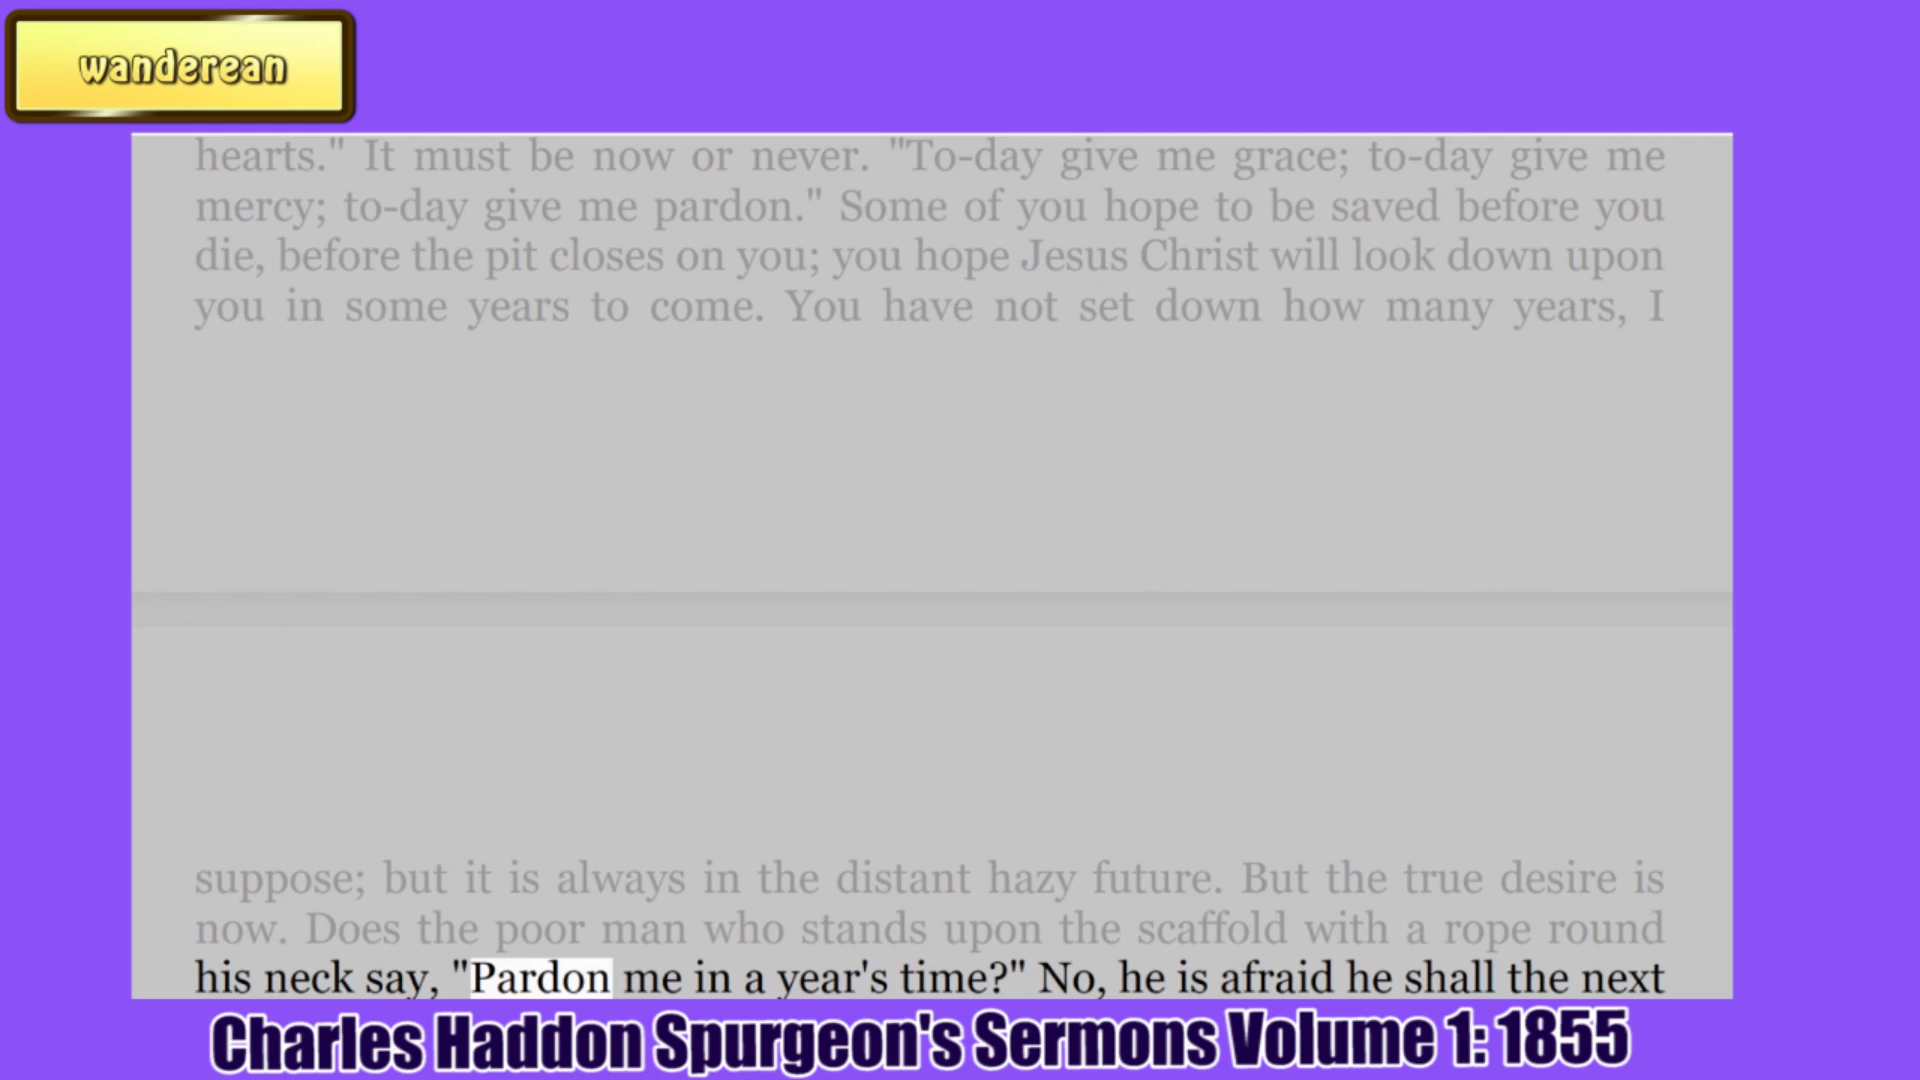 wanderean
hearts." It must be now or never. "To-day give me grace; to-day give me
mercy; to-day give me pardon." Some of you hope to be saved before you
die, before the pit closes on you; you hope Jesus Christ will look down upon
you in some years to come. You have not set down how many years, I
suppose; but it is always in the distant hazy future. But the true desire is
now. Does the poor man who stands upon the scaffold with a rope round
his neck say, "Pardon me in a year's time?" No, he is afraid he shall the next
Charles Haddon Spurgeon's Sermons Volume 1: 1855